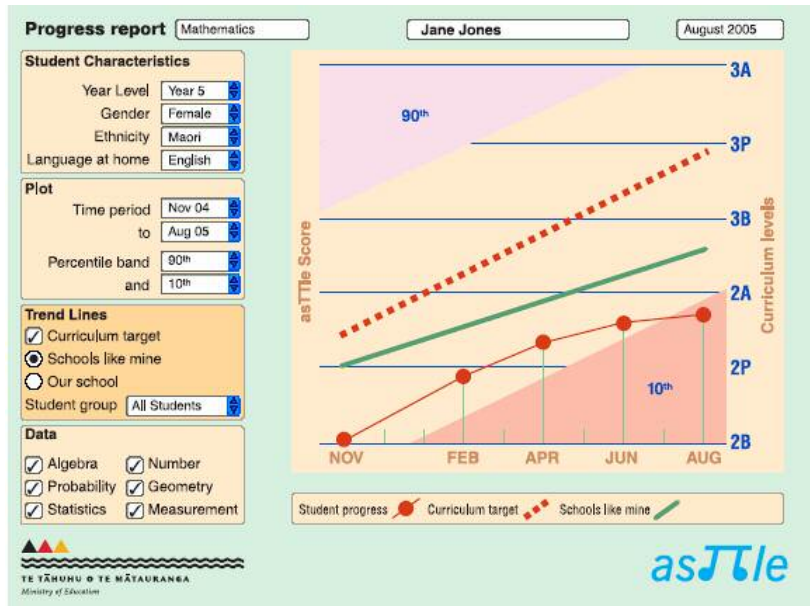 Progress report Mathematics Jane Jones August 2005
Student Characteristics
Year Level Year 5
Gender Female
Ethnicity Maori
Language at home English
Plot
Time period Nov 04
to Aug 05
Percentile band 90th
and 10th
Trend Lines
Curriculum target
Schools like mine
Our school
Student group All Students
Data
Algebra Number
Probability Geometry
Statistics Measurement
3A
90th
3P
3B
asTTle Score
Curriculum levels
2A
2P
10th
2B
NOV FEB APR JUN AUG
Student progress Curriculum target Schools like mine
TE TĀHUHU O TE MĀTAURANGA
Ministry of Education
asTTle